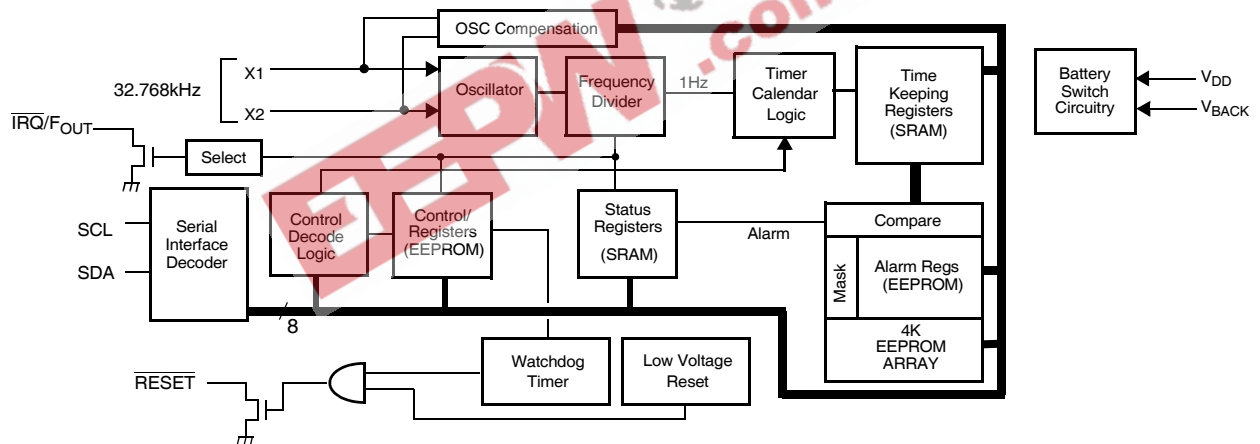 OSC Compensation
X1
X2
32.768kHz
Oscillator
Frequency
Divider
1Hz
Timer
Calendar
Logic
Time
Keeping
Registers
(SRAM)
Battery
Switch
Circuitry
VDD
VBACK
IRQ/FOUT
Select
SCL
SDA
Serial
Interface
Decoder
Control
Decode
Logic
Control/
Registers
(EEPROM)
Status
Registers
(SRAM)
Alarm
Compare
Mask
Alarm Regs
(EEPROM)
4K
EEPROM
ARRAY
8
RESET
Watchdog
Timer
Low Voltage
Reset
EEPW.com